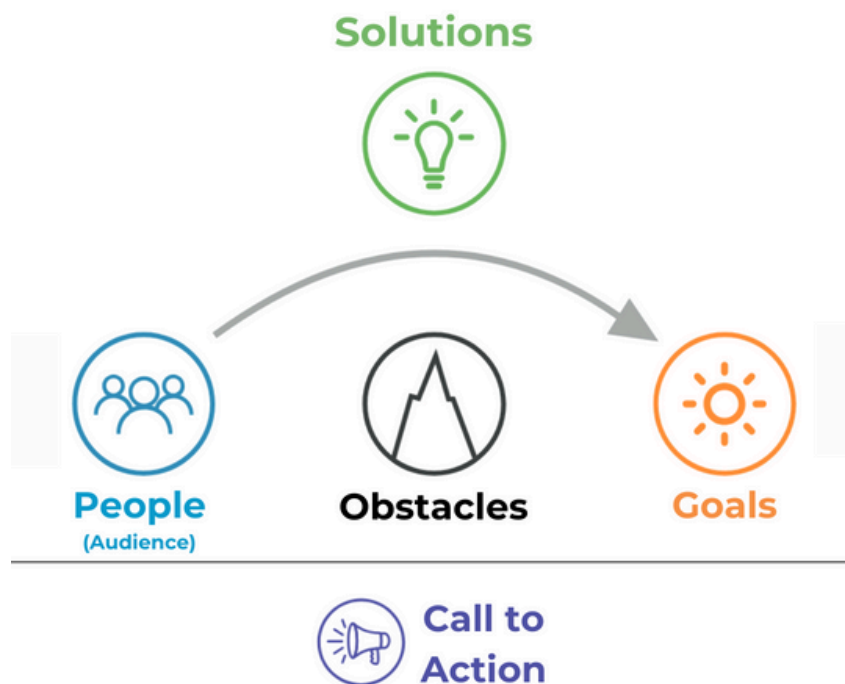 Solutions
People
(Audience)
Obstacles
Goals
Call to
Action